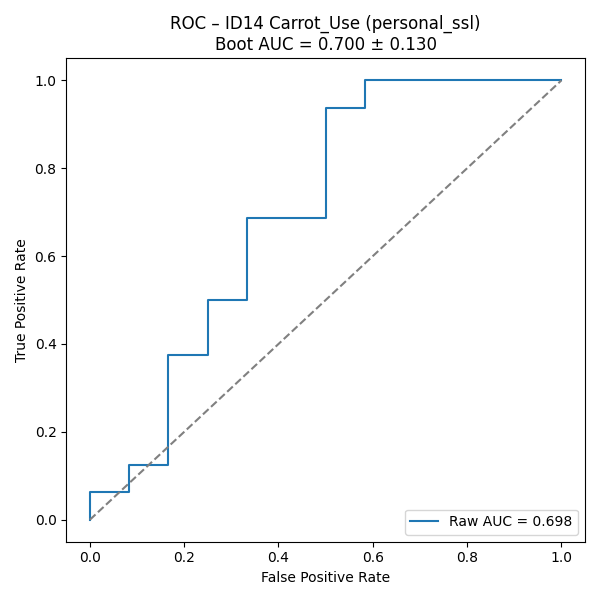 ROC – ID14 Carrot_Use (personal_ssl)
Boot AUC = 0.700 ± 0.130
True Positive Rate
1.0
0.8
0.6
0.4
0.2
0.0
0.0 0.2 0.4 0.6 0.8 1.0
False Positive Rate
Raw AUC = 0.698